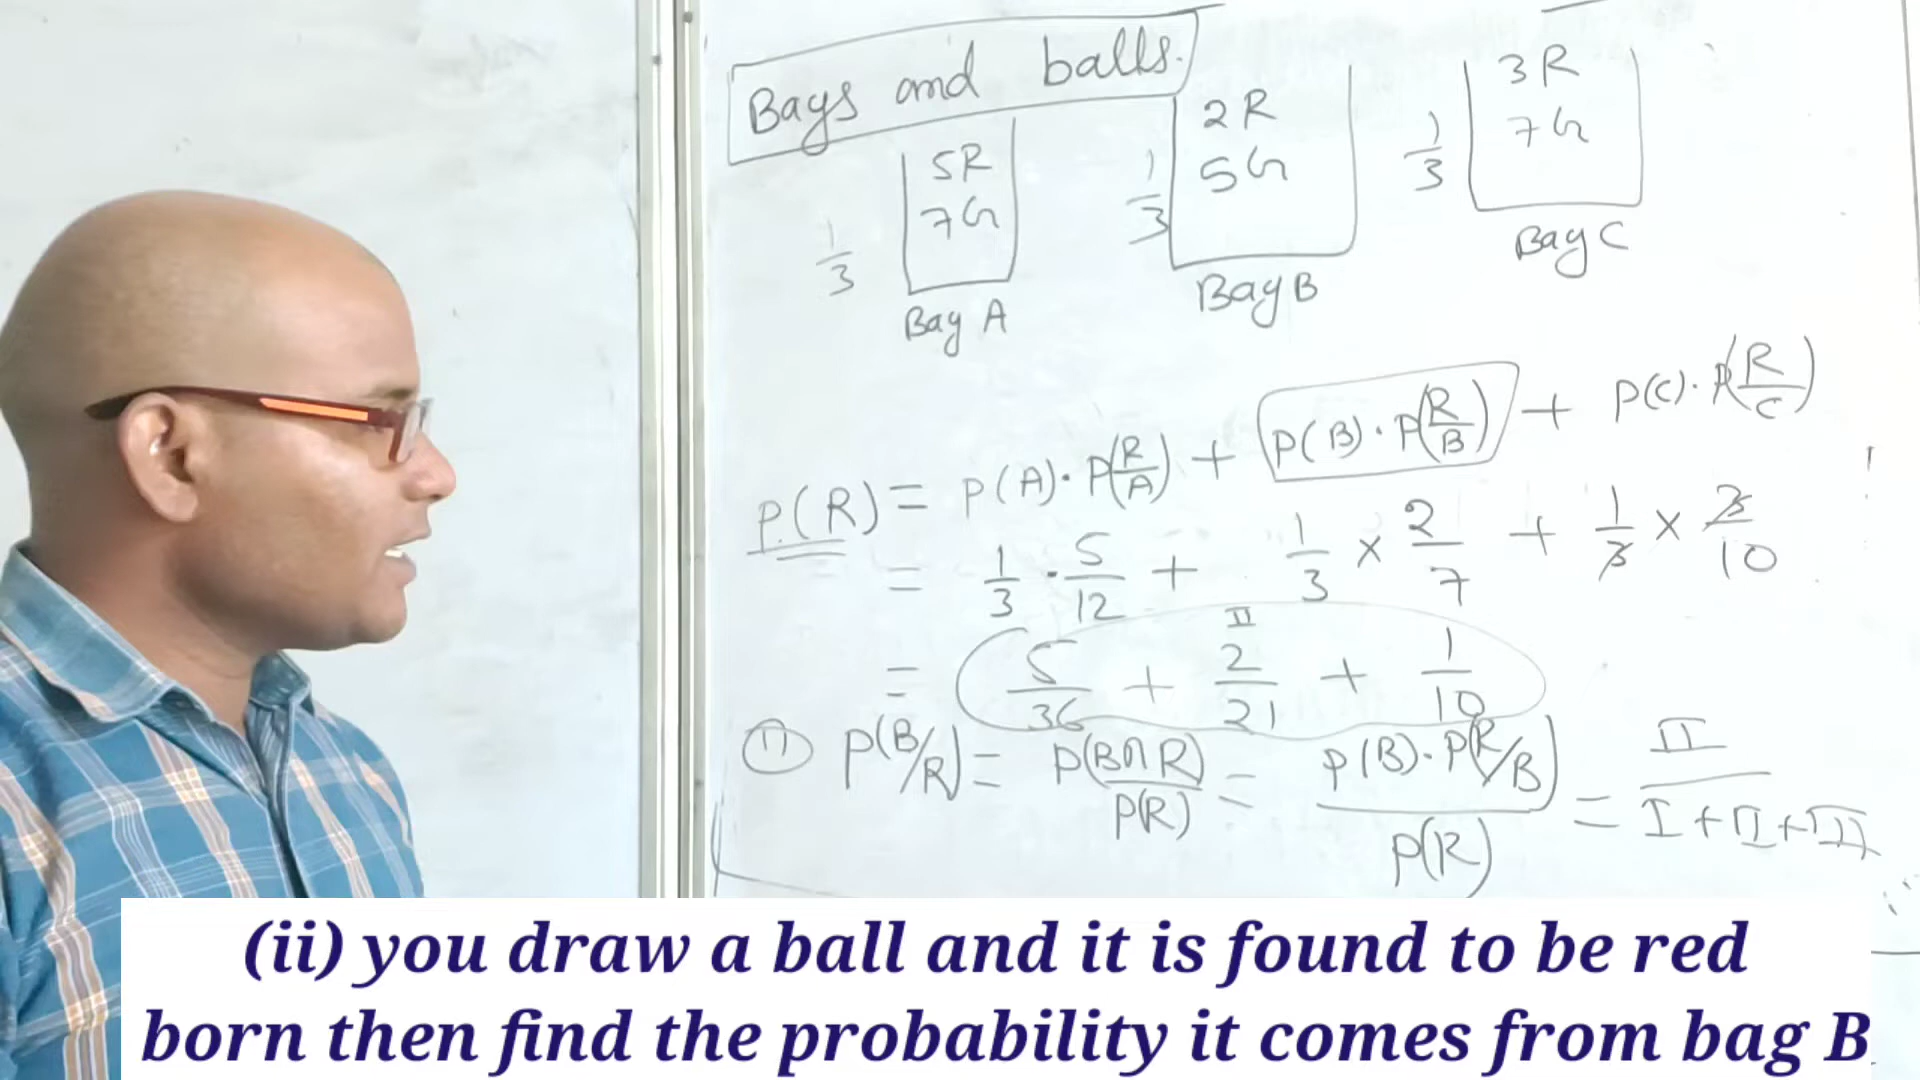 Bags and balls.
5R
7G
1/3
Bag A
2R
5G
1/3
Bag B
3R
7G
1/3
Bag C
P(R) = P(A)·P(R/A) + P(B)·P(R/B) + P(C)·P(R/C)
= 1/3 · 5/12 + 1/3 × 2/7 + 1/3 × 3/10
II
= 5/36 + 2/21 + 1/10
(ii) P(B/R) = P(B∩R)/P(R) = P(B)·P(R/B)/P(R) = II/I+II+III
(ii) you draw a ball and it is found to be red
born then find the probability it comes from bag B